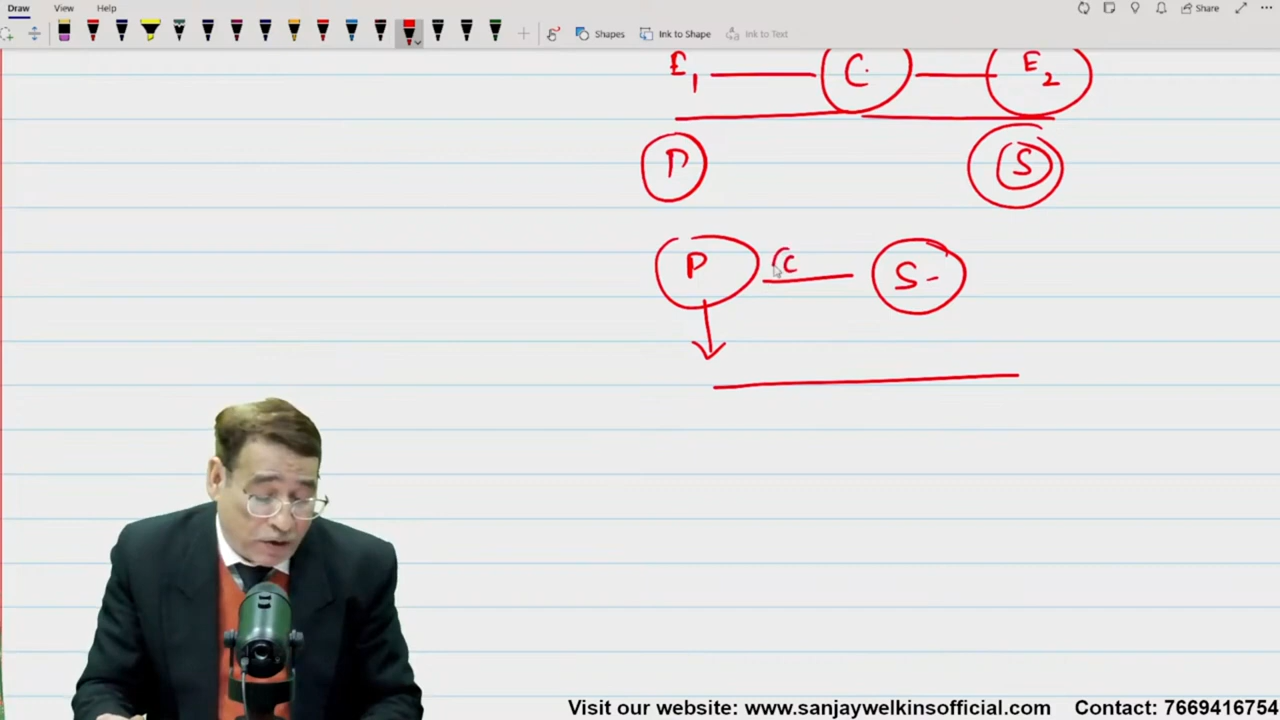 Draw View Help
Share
Shapes Ink to Shape Ink to Text
E1 C E2
P S
P C S
Visit our website: www.sanjaywelkinsofficial.com Contact: 7669416754